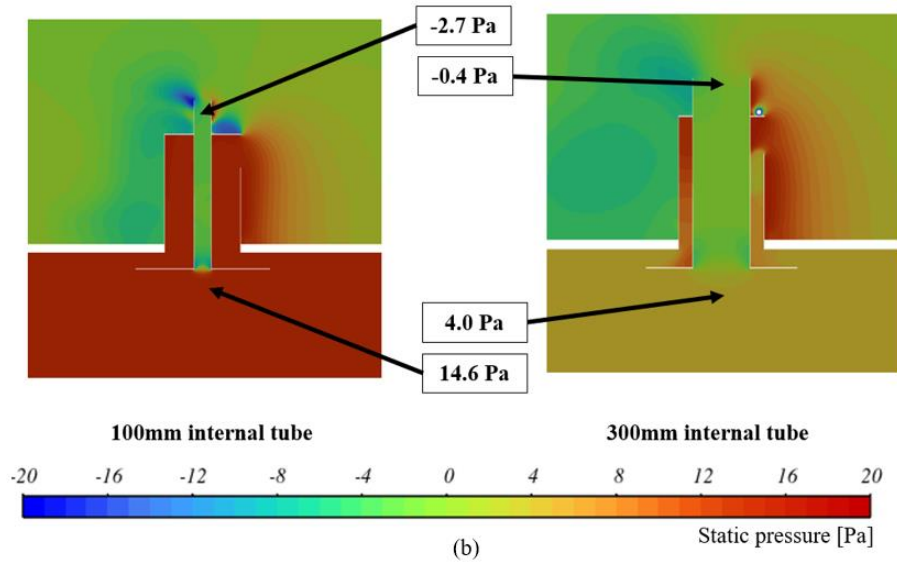 -2.7 Pa
-0.4 Pa
4.0 Pa
14.6 Pa
100mm internal tube
300mm internal tube
-20 -16 -12 -8 -4 0 4 8 12 16 20
Static pressure [Pa]
(b)